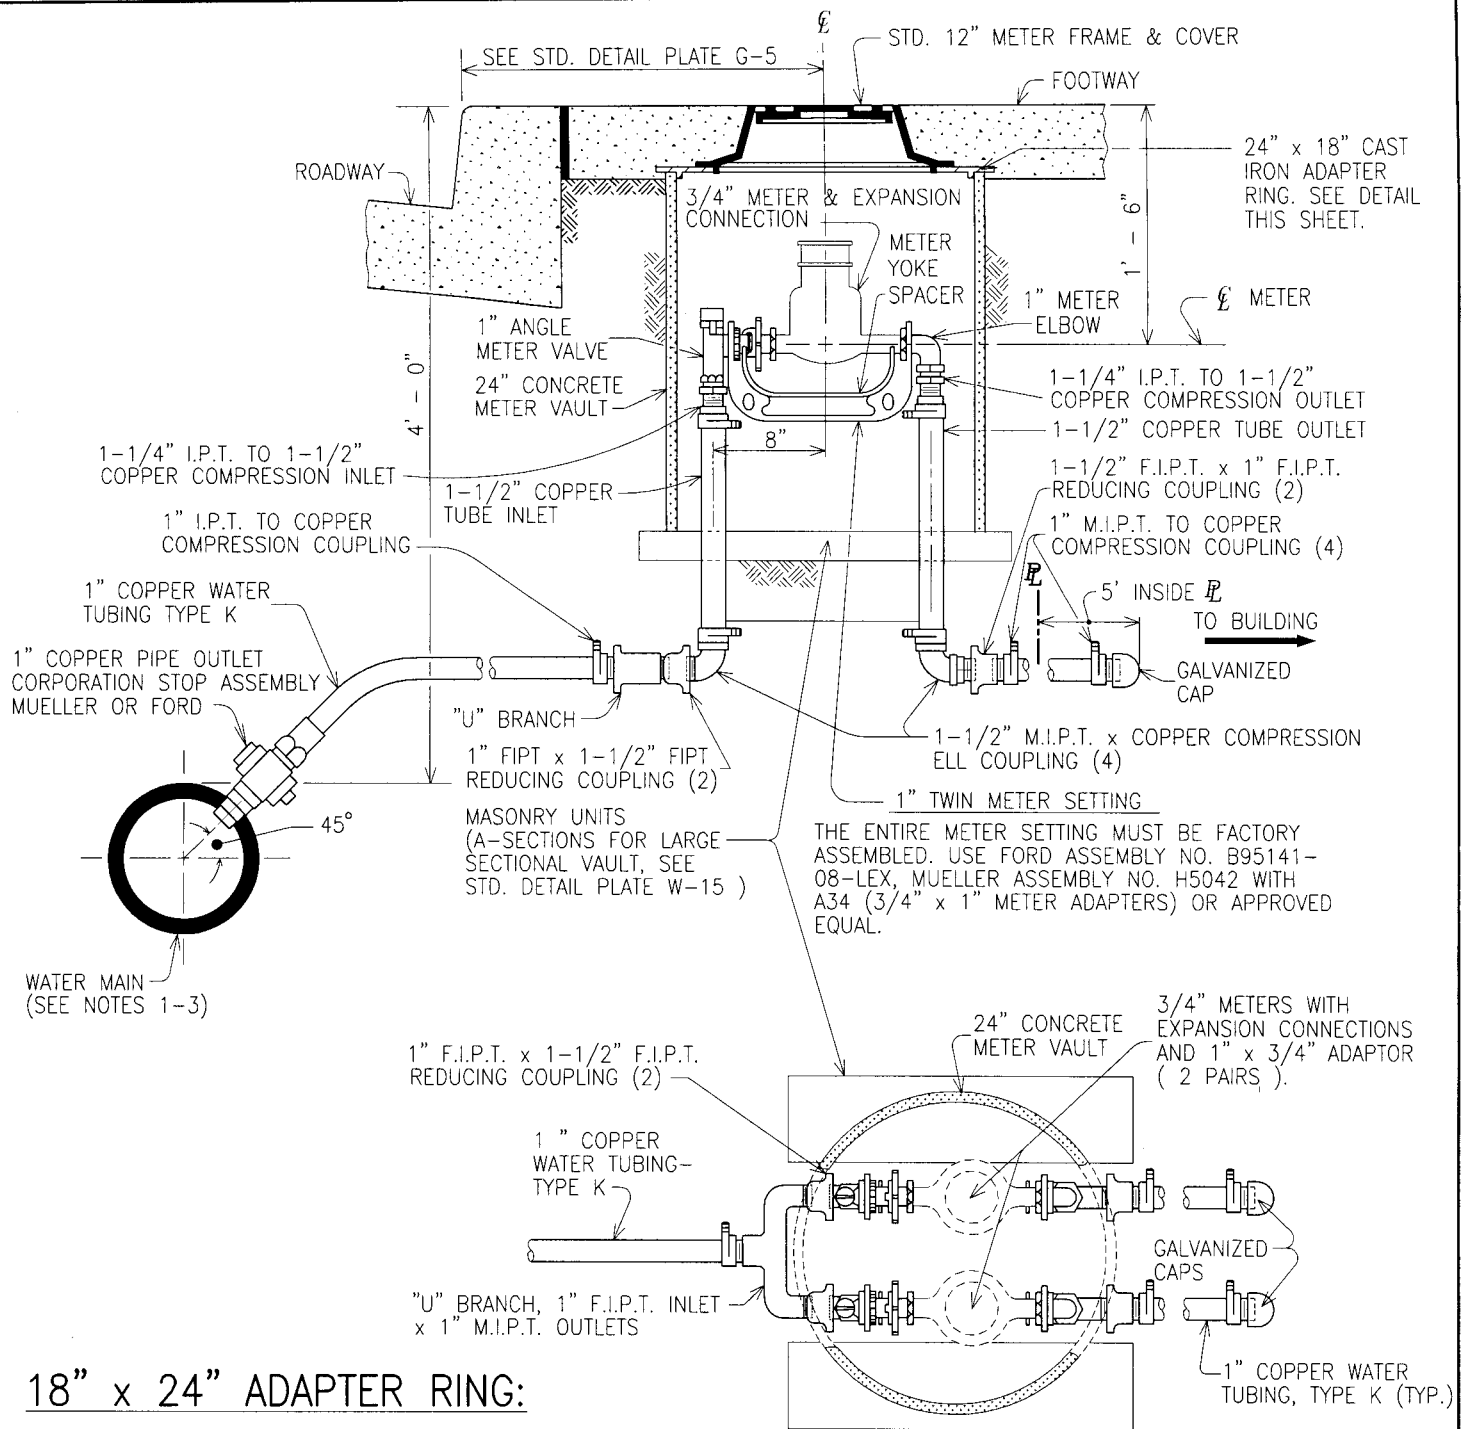 ℄
STD. 12" METER FRAME & COVER
SEE STD. DETAIL PLATE G-5
FOOTWAY
ROADWAY
24" x 18" CAST
IRON ADAPTER
RING. SEE DETAIL
THIS SHEET.
3/4" METER & EXPANSION
CONNECTION
METER
YOKE
SPACER
1' - 6"
1" METER
ELBOW
℄ METER
1" ANGLE
METER VALVE
24" CONCRETE
METER VAULT
4' - 0"
1-1/4" I.P.T. TO 1-1/2"
COPPER COMPRESSION OUTLET
1-1/2" COPPER TUBE OUTLET
8"
1-1/4" I.P.T. TO 1-1/2"
COPPER COMPRESSION INLET
1-1/2" COPPER
TUBE INLET
1-1/2" F.I.P.T. x 1" F.I.P.T.
REDUCING COUPLING (2)
1" I.P.T. TO COPPER
COMPRESSION COUPLING
1" M.I.P.T. TO COPPER
COMPRESSION COUPLING (4)
1" COPPER WATER
TUBING TYPE K
PL
5' INSIDE PL
TO BUILDING
1" COPPER PIPE OUTLET
CORPORATION STOP ASSEMBLY
MUELLER OR FORD
GALVANIZED
CAP
"U" BRANCH
1" FIPT x 1-1/2" FIPT
REDUCING COUPLING (2)
1-1/2" M.I.P.T. x COPPER COMPRESSION
ELL COUPLING (4)
1" TWIN METER SETTING
45°
MASONRY UNITS
(A-SECTIONS FOR LARGE
SECTIONAL VAULT, SEE
STD. DETAIL PLATE W-15 )
THE ENTIRE METER SETTING MUST BE FACTORY
ASSEMBLED. USE FORD ASSEMBLY NO. B95141-
08-LEX, MUELLER ASSEMBLY NO. H5042 WITH
A34 (3/4" x 1" METER ADAPTERS) OR APPROVED
EQUAL.
WATER MAIN
(SEE NOTES 1-3)
24" CONCRETE
METER VAULT
3/4" METERS WITH
EXPANSION CONNECTIONS
AND 1" x 3/4" ADAPTOR
( 2 PAIRS ).
1" F.I.P.T. x 1-1/2" F.I.P.T.
REDUCING COUPLING (2)
1 " COPPER
WATER TUBING-
TYPE K
GALVANIZED
CAPS
"U" BRANCH, 1" F.I.P.T. INLET
x 1" M.I.P.T. OUTLETS
1" COPPER WATER
TUBING, TYPE K (TYP.)
18" x 24" ADAPTER RING: